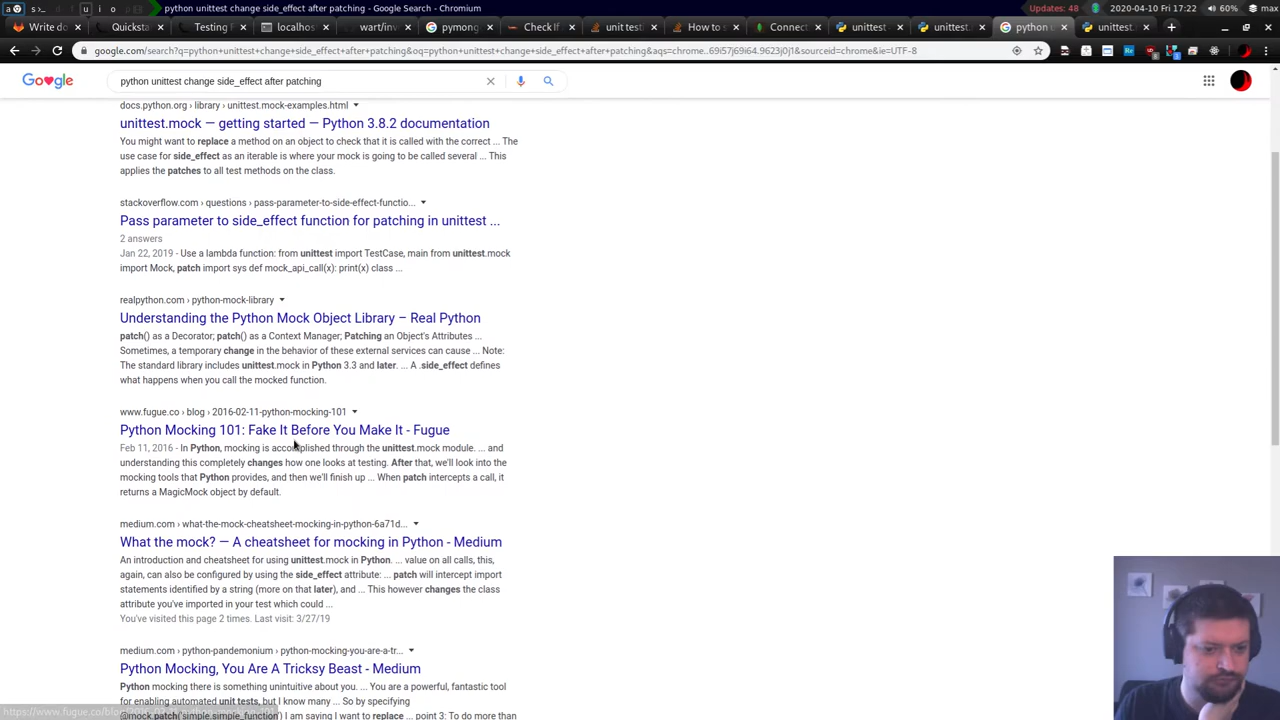 u i o
python unittest change side_effect after patching - Google Search - Chromium
Updates: 48
2020-04-10 Fri 17:22
60%
max
Write do
Quicksta
Testing F
localhos
wart/inv
pymong
Check If
unit test
How to s
Connect
unittest -
unittest.
python u
unittest.
google.com/search?q=python+unittest+change+side_effect+after+patching&oq=python+unittest+change+side_effect+after+patching&aqs=chrome..69i57j69i64.9623j0j1&sourceid=chrome&ie=UTF-8
python unittest change side_effect after patching
docs.python.org › library › unittest.mock-examples.html
unittest.mock — getting started — Python 3.8.2 documentation
You might want to replace a method on an object to check that it is called with the correct ... The
use case for side_effect as an iterable is where your mock is going to be called several ... This
applies the patches to all test methods on the class.
stackoverflow.com › questions › pass-parameter-to-side-effect-functio...
Pass parameter to side_effect function for patching in unittest ...
2 answers
Jan 22, 2019 - Use a lambda function: from unittest import TestCase, main from unittest.mock
import Mock, patch import sys def mock_api_call(x): print(x) class ...
realpython.com › python-mock-library
Understanding the Python Mock Object Library – Real Python
patch() as a Decorator; patch() as a Context Manager; Patching an Object's Attributes ...
Sometimes, a temporary change in the behavior of these external services can cause ... Note:
The standard library includes unittest.mock in Python 3.3 and later. ... A .side_effect defines
what happens when you call the mocked function.
www.fugue.co › blog › 2016-02-11-python-mocking-101
Python Mocking 101: Fake It Before You Make It - Fugue
Feb 11, 2016 - In Python, mocking is accomplished through the unittest.mock module. ... and
understanding this completely changes how one looks at testing. After that, we'll look into the
mocking tools that Python provides, and then we'll finish up ... When patch intercepts a call, it
returns a MagicMock object by default.
medium.com › what-the-mock-cheatsheet-mocking-in-python-6a71d...
What the mock? — A cheatsheet for mocking in Python - Medium
An introduction and cheatsheet for using unittest.mock in Python. ... value on all calls, this,
again, can also be configured by using the side_effect attribute: ... patch will intercept import
statements identified by a string (more on that later), and ... This however changes the class
attribute you've imported in your test which could ...
You've visited this page 2 times. Last visit: 3/27/19
medium.com › python-pandemonium › python-mocking-you-are-a-tr...
Python Mocking, You Are A Tricksy Beast - Medium
Python mocking there is something unintuitive about you. ... You are a powerful, fantastic tool
for enabling automated unit tests, but I know many ... So by specifying
@mock.patch('simple.simple_function') I am saying I want to replace ... point 3: To do more than